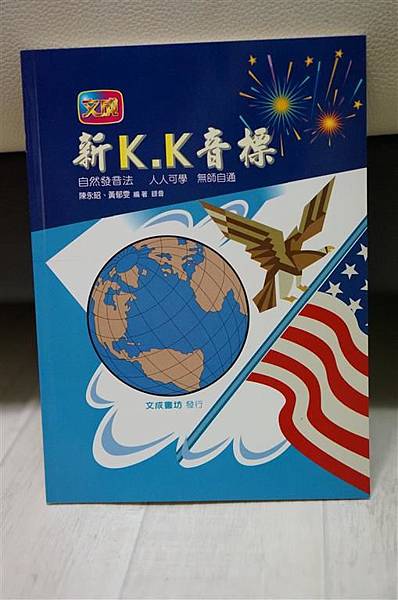 文成
新K.K音標
自然發音法 人人可學 無師自通
陳永昭、黃郁雯 編著 錄音
文成書坊 發行